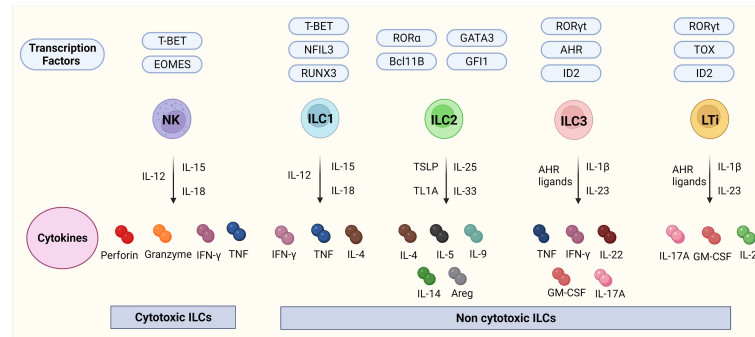 Transcription
Factors
T-BET
EOMES
T-BET
NFIL3
RUNX3
RORα
GATA3
Bcl11B
GFI1
RORγt
AHR
ID2
RORγt
TOX
ID2
NK
ILC1
ILC2
ILC3
LTi
IL-12
IL-15
IL-18
IL-12
IL-15
IL-18
TSLP
IL-25
TL1A
IL-33
AHR
ligands
IL-1β
IL-23
AHR
ligands
IL-1β
IL-23
Cytokines
Perforin
Granzyme
IFN-γ
TNF
IFN-γ
TNF
IL-4
IL-4
IL-5
IL-9
IL-14
Areg
TNF
IFN-γ
IL-22
GM-CSF
IL-17A
IL-17A
GM-CSF
Cytotoxic ILCs
Non cytotoxic ILCs